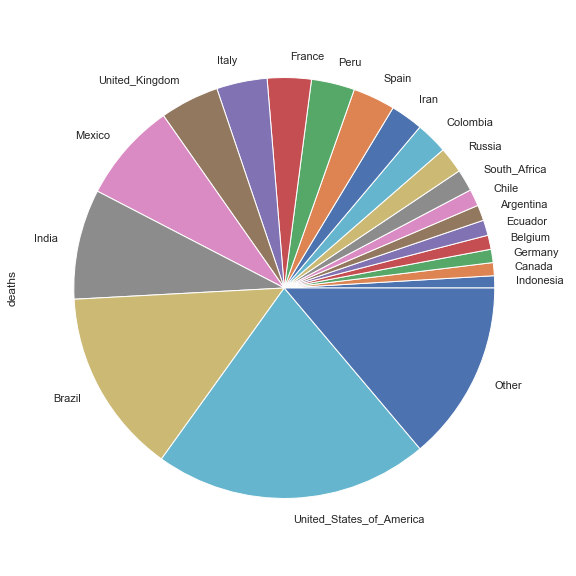 France
Italy
Peru
United_Kingdom
Spain
Iran
Colombia
Mexico
Russia
South_Africa
Chile
Argentina
Ecuador
India
Belgium
Germany
Canada
Indonesia
deaths
Other
Brazil
United_States_of_America